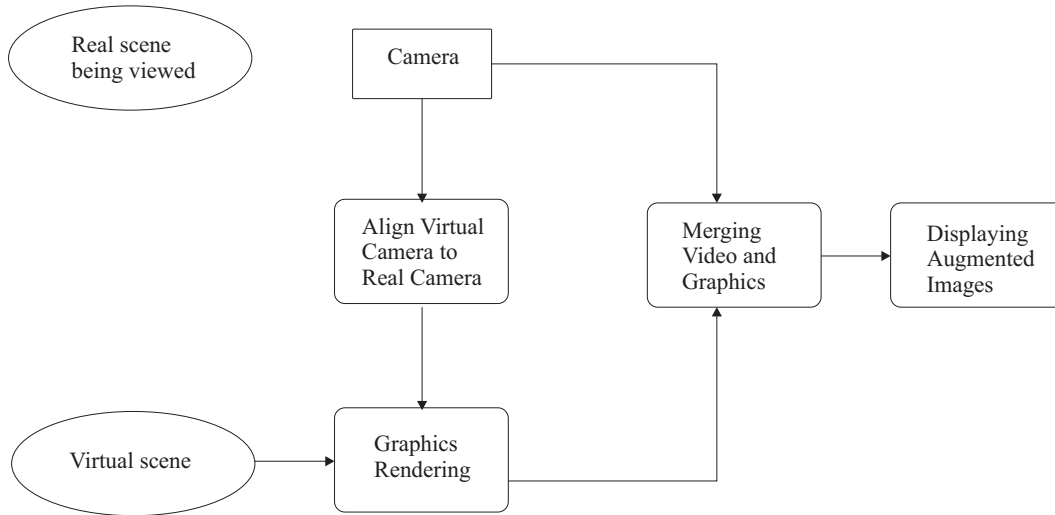 Real scene
being viewed
Camera
Align Virtual
Camera to
Real Camera
Merging
Video and
Graphics
Displaying
Augmented
Images
Virtual scene
Graphics
Rendering